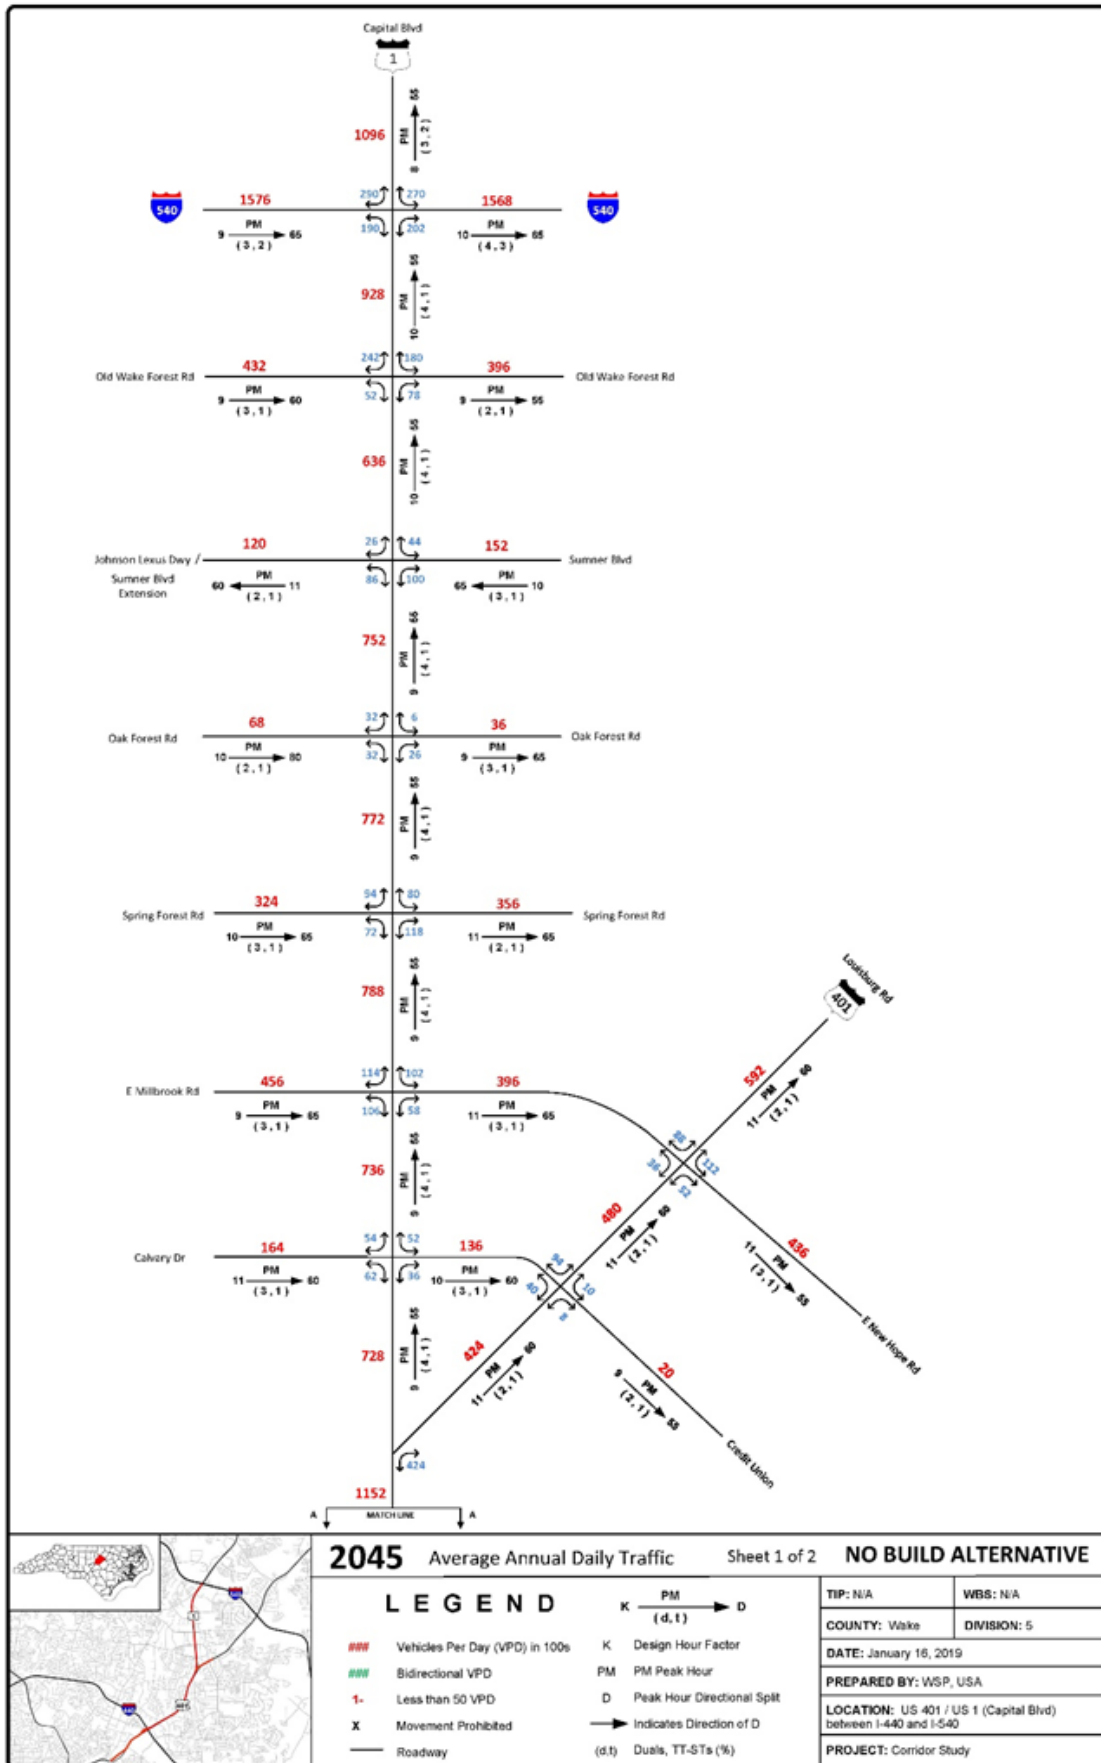 Capital Blvd
1
1096
PM
8 → 55
(3,2)
290 270
540 1576 1568 540
190 202
PM
9 → 65
(3,2)
PM
10 → 65
(4,3)
928
PM
10 → 55
(4,1)
242 180
Old Wake Forest Rd 432 396 Old Wake Forest Rd
52 78
PM
9 → 60
(3,1)
PM
9 → 55
(2,1)
636
PM
10 → 55
(4,1)
26 44
Johnson Lexus Dwy / 120 152 Sumner Blvd
Sumner Blvd
Extension
86 100
PM
60 ← 11
(2,1)
PM
65 ← 10
(3,1)
752
PM
9 → 55
(4,1)
32 6
Oak Forest Rd 68 36 Oak Forest Rd
32 26
PM
10 → 80
(2,1)
PM
9 → 65
(3,1)
772
PM
9 → 55
(4,1)
94 80
Spring Forest Rd 324 356 Spring Forest Rd
72 118
PM
10 → 65
(3,1)
PM
11 → 65
(2,1)
788
PM
9 → 55
(4,1)
Louisburg Rd
401
592
PM
11 → 60
(2,1)
114 102
E Millbrook Rd 456 396
106 58
PM
9 → 65
(3,1)
PM
11 → 65
(3,1)
88
36 112
52
736
PM
9 → 55
(4,1)
480
PM
11 → 60
(2,1)
436
PM
11 → 55
E New Hope Rd
54 52
Calvary Dr 164 136
62 36
PM
11 → 60
(3,1)
PM
10 → 60
(3,1)
94
40 10
8
728
PM
9 → 55
(4,1)
424
PM
11 → 60
(2,1)
20
PM
9 → 55
(2,1)
Credit Union
424
1152
A MATCH LINE A
2045 Average Annual Daily Traffic Sheet 1 of 2 NO BUILD ALTERNATIVE
LEGEND
### Vehicles Per Day (VPD) in 100s
### Bidirectional VPD
1- Less than 50 VPD
X Movement Prohibited
Roadway
PM
K → D
(d,t)
K Design Hour Factor
PM PM Peak Hour
D Peak Hour Directional Split
Indicates Direction of D
(d,t) Duals, TT-STs (%)
TIP: N/A WBS: N/A
COUNTY: Wake DIVISION: 5
DATE: January 16, 2019
PREPARED BY: WSP, USA
LOCATION: US 401 / US 1 (Capital Blvd)
between I-440 and I-540
PROJECT: Corridor Study